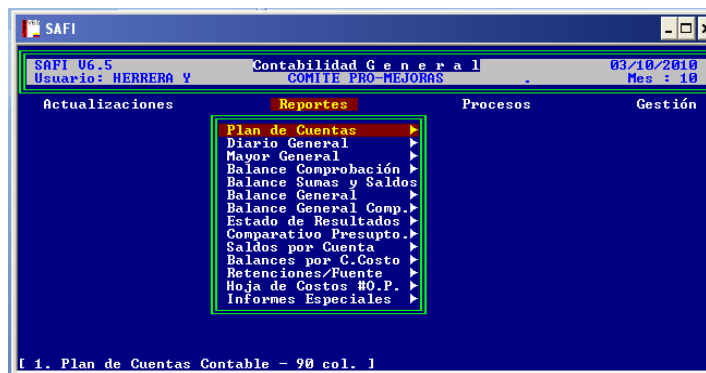 SAFI
SAFI V6.5 Contabilidad G e n e r a l 03/10/2010
Usuario: HERRERA Y COMITE PRO-MEJORAS . Mes : 10
Actualizaciones Reportes Procesos Gestión
Plan de Cuentas
Diario General
Mayor General
Balance Comprobación
Balance Sumas y Saldos
Balance General
Balance General Comp.
Estado de Resultados
Comparativo Presupto.
Saldos por Cuenta
Balances por C.Costo
Retenciones/Fuente
Hoja de Costos #O.P.
Informes Especiales
[ 1. Plan de Cuentas Contable - 90 col. ]